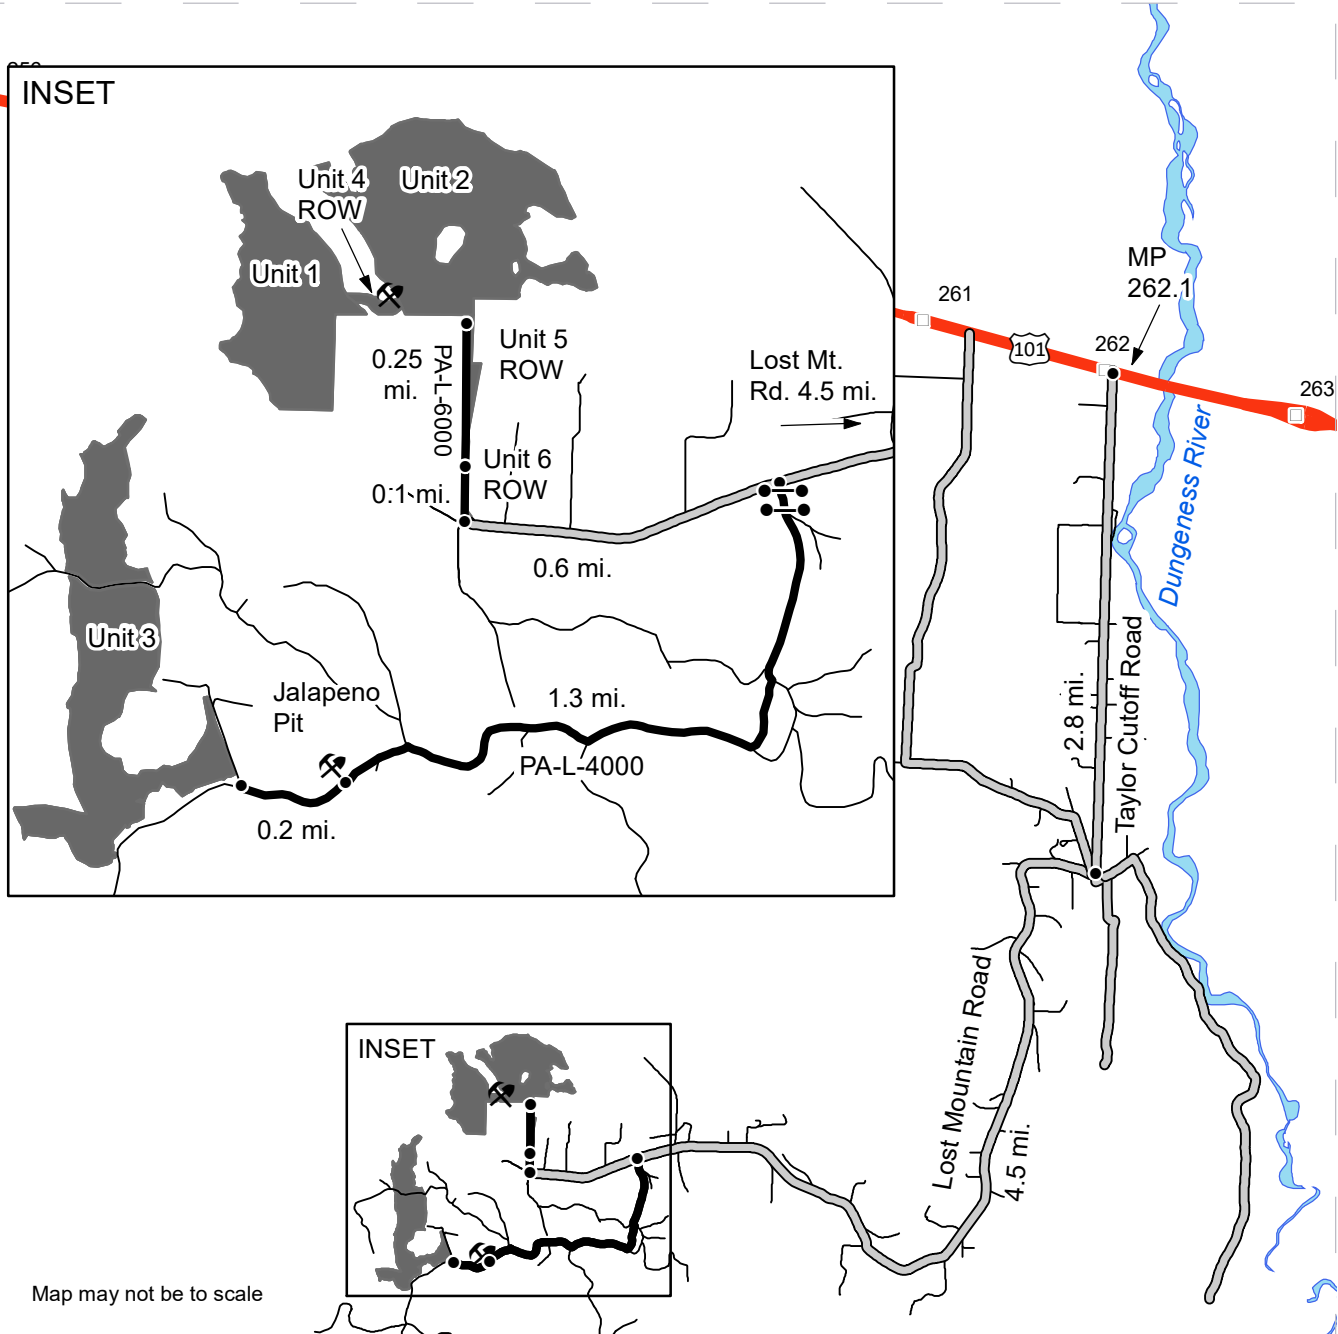 INSET
Unit 4
ROW
Unit 2
Unit 1
MP
262.1
261
101
262
263
Unit 5
ROW
0.25
mi.
PA-L-6000
Lost Mt.
Rd. 4.5 mi.
Unit 6
ROW
0.1 mi.
0.6 mi.
Dungeness River
Unit 3
Jalapeno
Pit
1.3 mi.
PA-L-4000
0.2 mi.
2.8 mi.
Taylor Cutoff Road
Lost Mountain Road
4.5 mi.
INSET
Map may not be to scale